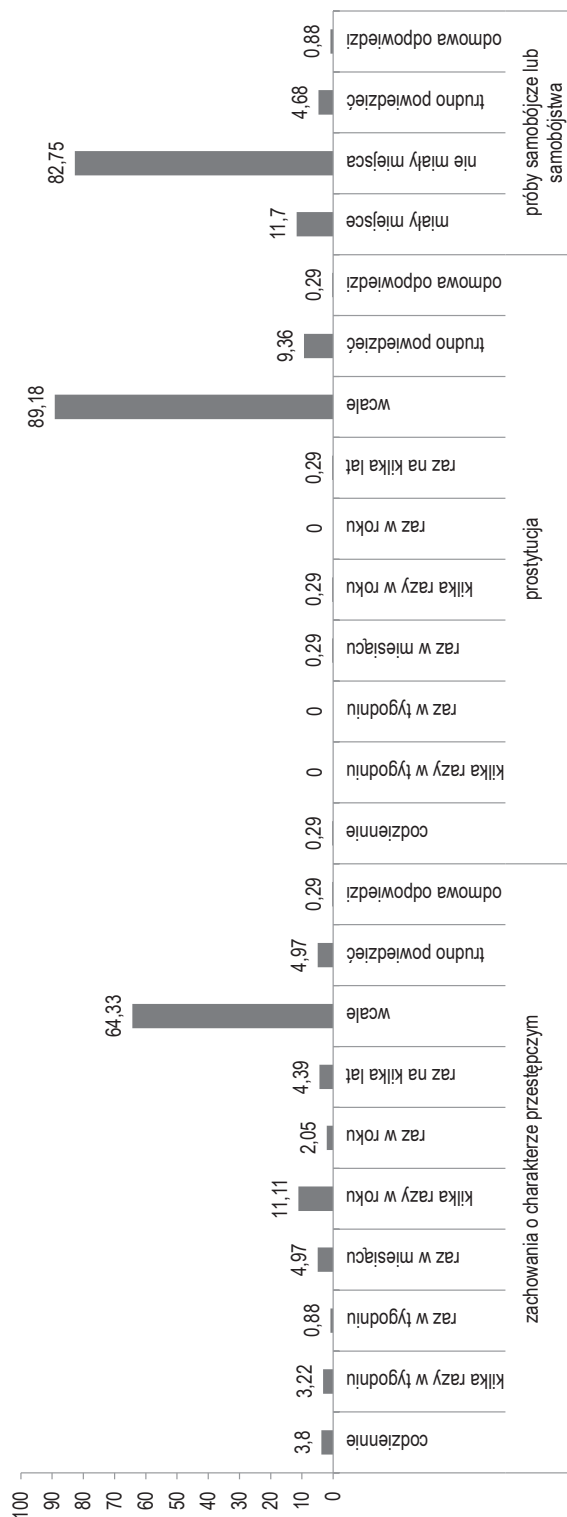 100
90
80
70
60
50
40
30
20
10
0
3,8
3,22
0,88
4,97
11,11
2,05
4,39
64,33
4,97
0,29
0,29
0
0
0,29
0,29
0
0,29
89,18
9,36
0,29
11,7
82,75
4,68
0,88
codziennie
kilka razy w tygodniu
raz w tygodniu
raz w miesiącu
kilka razy w roku
raz w roku
raz na kilka lat
wcale
trudno powiedzieć
odmowa odpowiedzi
codziennie
kilka razy w tygodniu
raz w tygodniu
raz w miesiącu
kilka razy w roku
raz w roku
raz na kilka lat
wcale
trudno powiedzieć
odmowa odpowiedzi
miały miejsce
nie miały miejsca
trudno powiedzieć
odmowa odpowiedzi
zachowania o charakterze przestępczym
prostytucja
próby samobójcze lub
samobójstwa